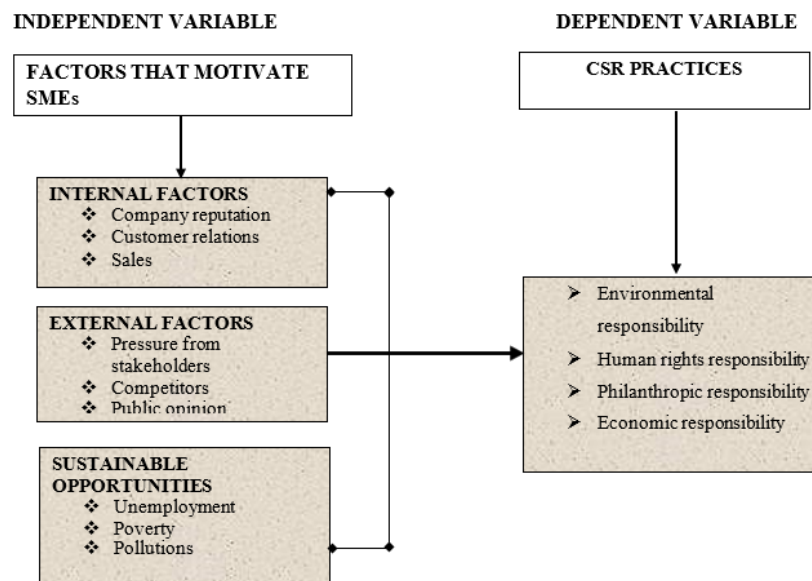 INDEPENDENT VARIABLE
DEPENDENT VARIABLE
FACTORS THAT MOTIVATE
SMEs
CSR PRACTICES
INTERNAL FACTORS
❖ Company reputation
❖ Customer relations
❖ Sales
EXTERNAL FACTORS
❖ Pressure from
stakeholders
❖ Competitors
❖ Public opinion
SUSTAINABLE
OPPORTUNITIES
❖ Unemployment
❖ Poverty
❖ Pollutions
➢ Environmental
responsibility
➢ Human rights responsibility
➢ Philanthropic responsibility
➢ Economic responsibility